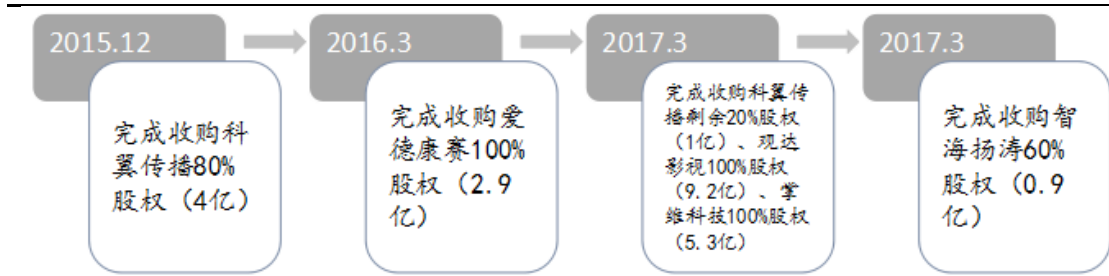 2015.12
完成收购科
翼传播80%
股权（4亿）
2016.3
完成收购爱
德康赛100%
股权（2.9
亿）
2017.3
完成收购科翼传
播剩余20%股权
（1亿）、观达
影视100%股权
（9.2亿）、掌
维科技100%股权
（5.3亿）
2017.3
完成收购智
海扬涛60%
股权（0.9
亿）